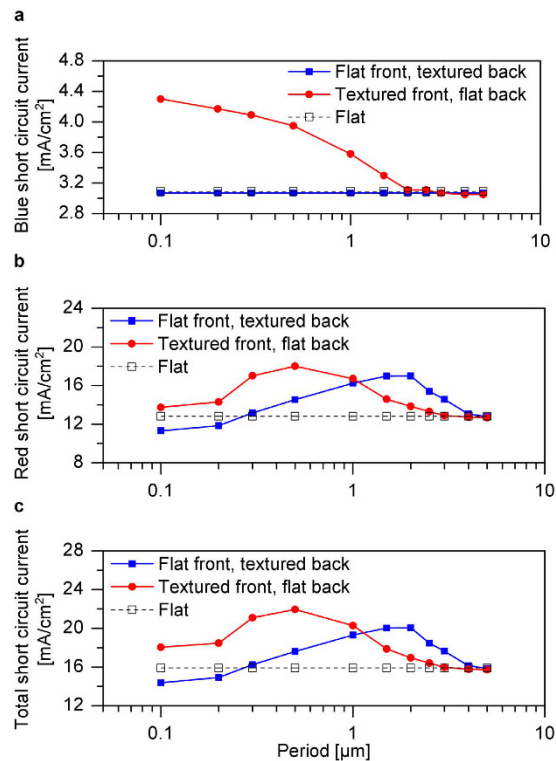 a
Blue short circuit current
[mA/cm²]
4.8
4.4
4.0
3.6
3.2
2.8
Flat front, textured back
Textured front, flat back
Flat
0.1
1
10
b
Red short circuit current
[mA/cm²]
24
20
16
12
8
Flat front, textured back
Textured front, flat back
Flat
0.1
1
10
c
Total short circuit current
[mA/cm²]
28
24
20
16
12
Flat front, textured back
Textured front, flat back
Flat
0.1
1
10
Period [µm]